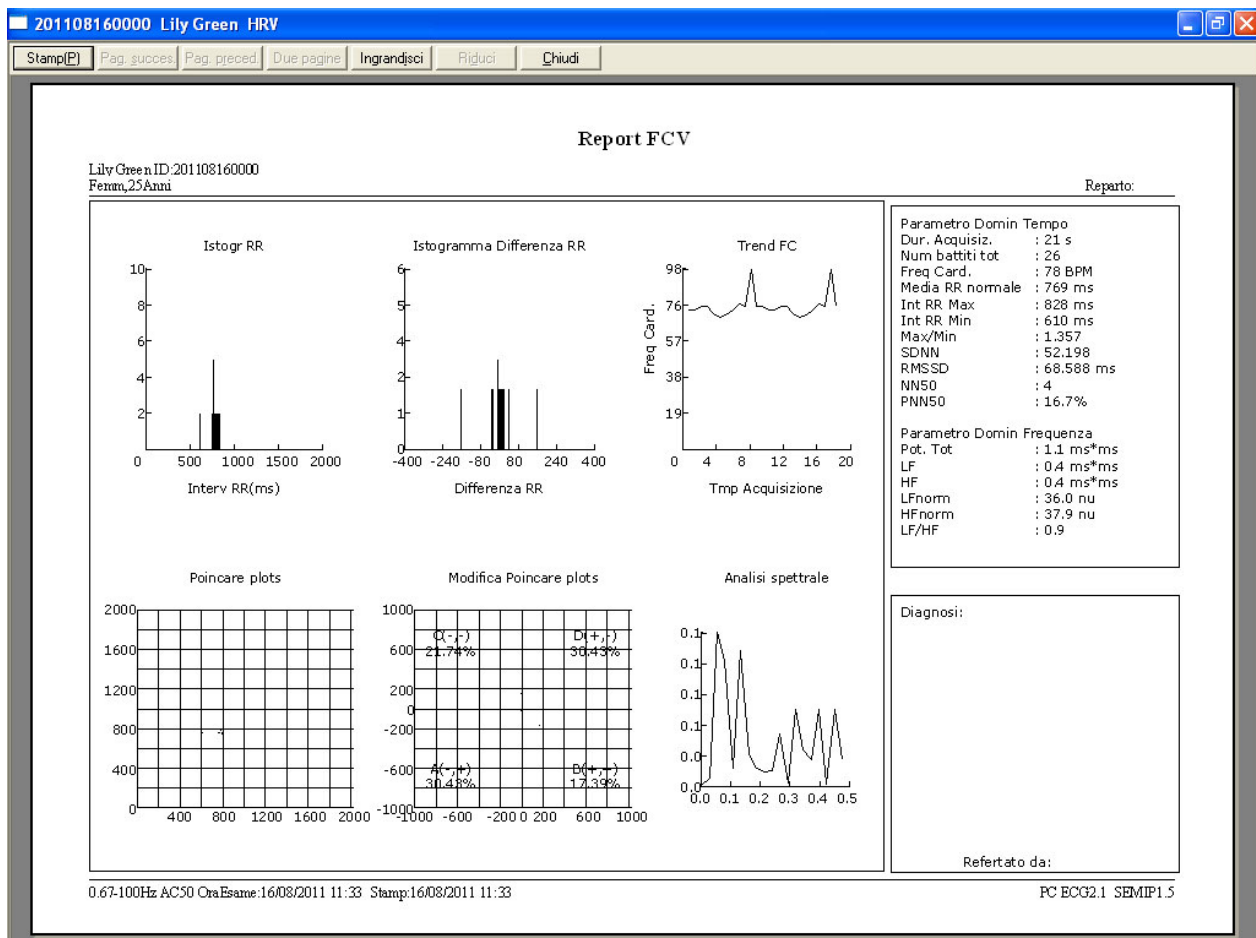 201108160000 Lily Green HRV
Stamp(P) Pag. succes. Pag. preced. Due pagine Ingrandisci Riduci Chiudi
Report FCV
Lily Green ID:201108160000
Femm,25Anni
Reparto:
Istogr RR
10
8
6
4
2
0 500 1000 1500 2000
Interv RR(ms)
Istogramma Differenza RR
6
5
4
2
1
0
-400 -240 -80 80 240 400
Differenza RR
Trend FC
Freq Card.
98
76
57
38
19
0 4 8 12 16 20
Tmp Acquisizione
Poincare plots
2000
1600
1200
800
400
0
400 800 1200 1600 2000
Modifica Poincare plots
1000
600
200
0
-200
-600
-1000
C(-,-) D(+,-)
21.74% 30.43%
A(-,+) B(+,+)
30.43% 17.39%
-1000 -600 -200 0 200 600 1000
Analisi spettrale
0.1
0.1
0.1
0.1
0.0
0.0
0.0 0.1 0.2 0.3 0.4 0.5
Parametro Domin Tempo
Dur. Acquisiz. : 21 s
Num battiti tot : 26
Freq Card. : 78 BPM
Media RR normale : 769 ms
Int RR Max : 828 ms
Int RR Min : 610 ms
Max/Min : 1.357
SDNN : 52.198
RMSSD : 68.588 ms
NN50 : 4
PNN50 : 16.7%
Parametro Domin Frequenza
Pot. Tot : 1.1 ms*ms
LF : 0.4 ms*ms
HF : 0.4 ms*ms
LFnorm : 36.0 nu
HFnorm : 37.9 nu
LF/HF : 0.9
Diagnosi:
Refertato da:
0.67-100Hz AC50 OraEsame:16/08/2011 11:33 Stamp:16/08/2011 11:33
PC ECG2.1 SEMIP1.5